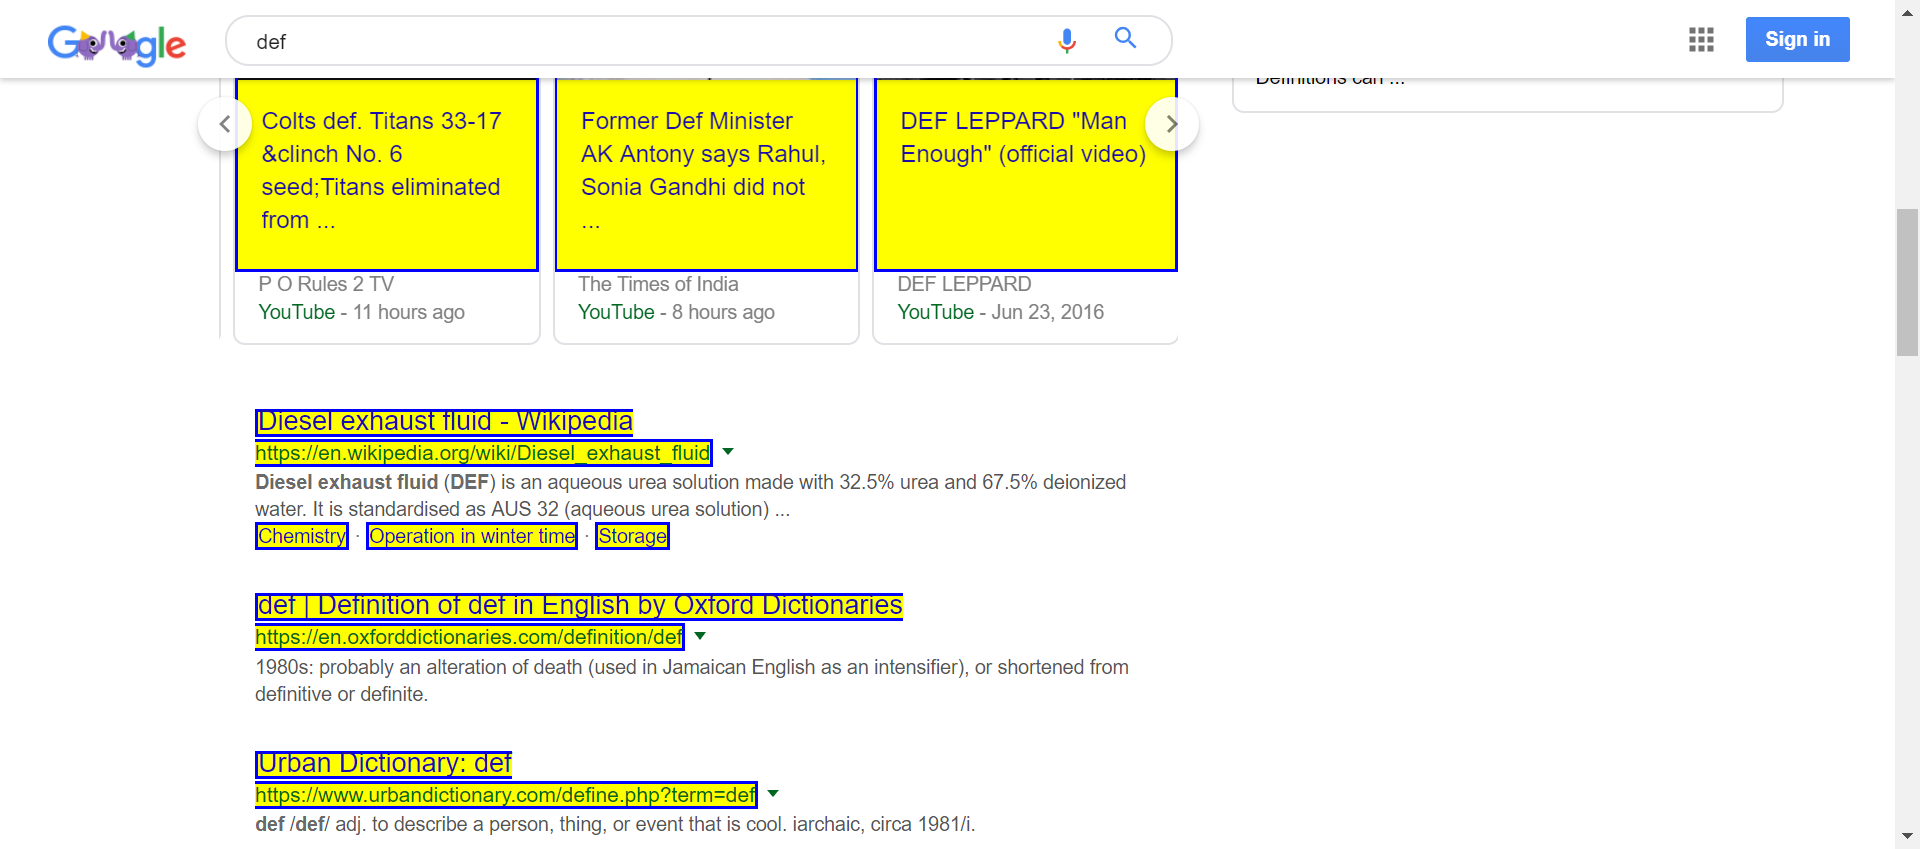 Google
def
Sign in
Definitions can ...
Colts def. Titans 33-17
&clinch No. 6
seed;Titans eliminated
from ...
P O Rules 2 TV
YouTube - 11 hours ago
Former Def Minister
AK Antony says Rahul,
Sonia Gandhi did not
...
The Times of India
YouTube - 8 hours ago
DEF LEPPARD "Man
Enough" (official video)
DEF LEPPARD
YouTube - Jun 23, 2016
Diesel exhaust fluid - Wikipedia
https://en.wikipedia.org/wiki/Diesel_exhaust_fluid
Diesel exhaust fluid (DEF) is an aqueous urea solution made with 32.5% urea and 67.5% deionized
water. It is standardised as AUS 32 (aqueous urea solution) ...
Chemistry · Operation in winter time · Storage
def | Definition of def in English by Oxford Dictionaries
https://en.oxforddictionaries.com/definition/def
1980s: probably an alteration of death (used in Jamaican English as an intensifier), or shortened from
definitive or definite.
Urban Dictionary: def
https://www.urbandictionary.com/define.php?term=def
def /def/ adj. to describe a person, thing, or event that is cool. iarchaic, circa 1981/i.